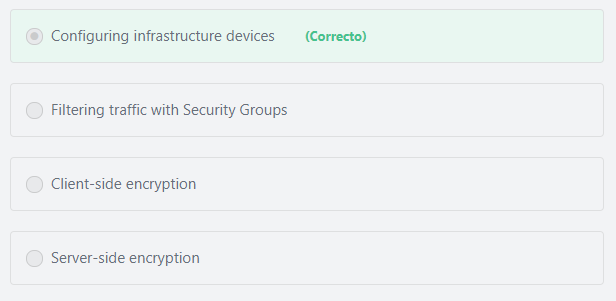 Configuring infrastructure devices (Correcto)
Filtering traffic with Security Groups
Client-side encryption
Server-side encryption